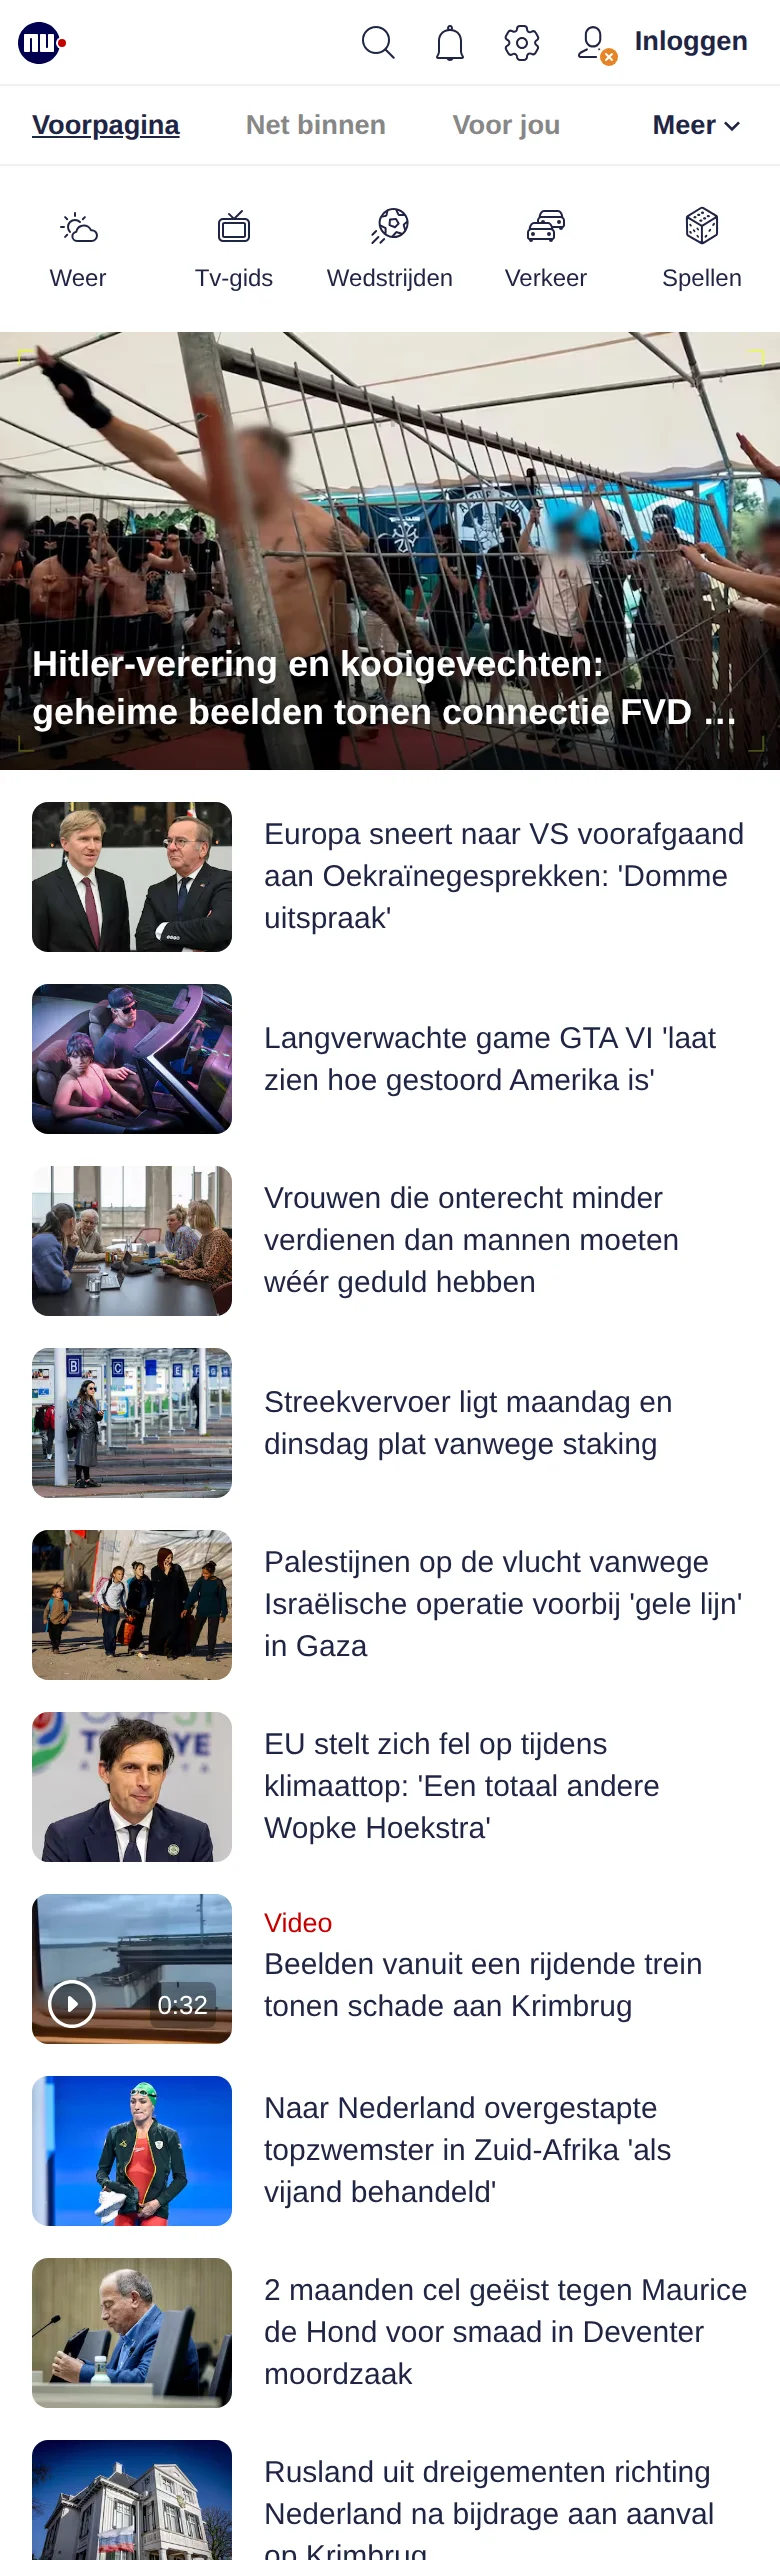 nu
Inloggen
Voorpagina
Net binnen
Voor jou
Meer
Weer
Tv-gids
Wedstrijden
Verkeer
Spellen
Hitler-verering en kooigevechten:
geheime beelden tonen connectie FVD ...
Europa sneert naar VS voorafgaand
aan Oekraïnegesprekken: 'Domme
uitspraak'
Langverwachte game GTA VI 'laat
zien hoe gestoord Amerika is'
Vrouwen die onterecht minder
verdienen dan mannen moeten
wéér geduld hebben
B
C
E
Streekvervoer ligt maandag en
dinsdag plat vanwege staking
Palestijnen op de vlucht vanwege
Israëlische operatie voorbij 'gele lijn'
in Gaza
EU stelt zich fel op tijdens
klimaattop: 'Een totaal andere
Wopke Hoekstra'
Video
0:32
Beelden vanuit een rijdende trein
tonen schade aan Krimbrug
Naar Nederland overgestapte
topzwemster in Zuid-Afrika 'als
vijand behandeld'
2 maanden cel geëist tegen Maurice
de Hond voor smaad in Deventer
moordzaak
Rusland uit dreigementen richting
Nederland na bijdrage aan aanval
op Krimbrug